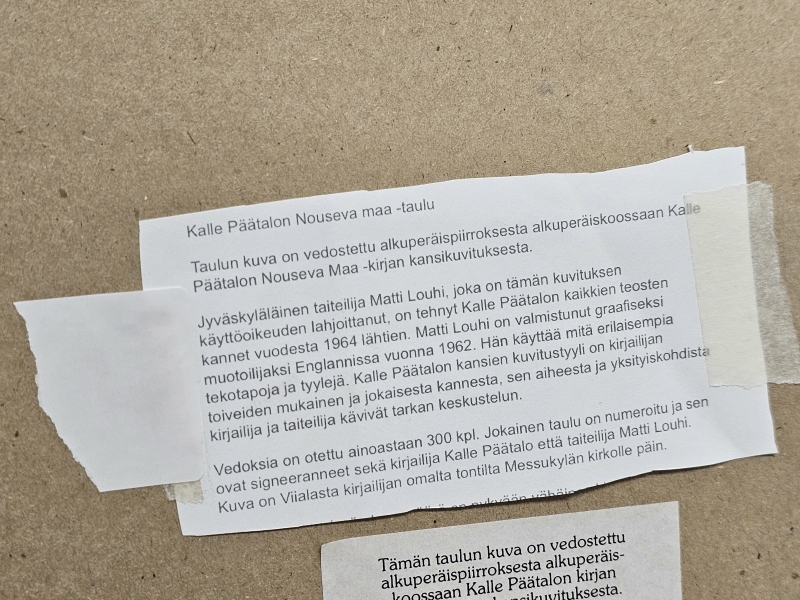 Kalle Päätalon Nouseva maa -taulu
Taulun kuva on vedostettu alkuperäispiirroksesta alkuperäiskoossaan Kalle
Päätalon Nouseva Maa -kirjan kansikuvituksesta.
Jyväskyläläinen taiteilija Matti Louhi, joka on tämän kuvituksen
käyttöoikeuden lahjoittanut, on tehnyt Kalle Päätalon kaikkien teosten
kannet vuodesta 1964 lähtien. Matti Louhi on valmistunut graafiseksi
muotoilijaksi Englannissa vuonna 1962. Hän käyttää mitä erilaisempia
tekotapoja ja tyylejä. Kalle Päätalon kansien kuvitustyyli on kirjailijan
toiveiden mukainen ja jokaisesta kannesta, sen aiheesta ja yksityiskohdista
kirjailija ja taiteilija kävivät tarkan keskustelun.
Vedoksia on otettu ainoastaan 300 kpl. Jokainen taulu on numeroitu ja sen
ovat signeeranneet sekä kirjailija Kalle Päätalo että taiteilija Matti Louhi.
Kuva on Viialasta kirjailijan omalta tontilta Messukylän kirkolle päin.
Tämän taulun kuva on vedostettu
alkuperäispiirroksesta alkuperäis-
koossaan Kalle Päätalon kirjan
kansikuvituksesta.